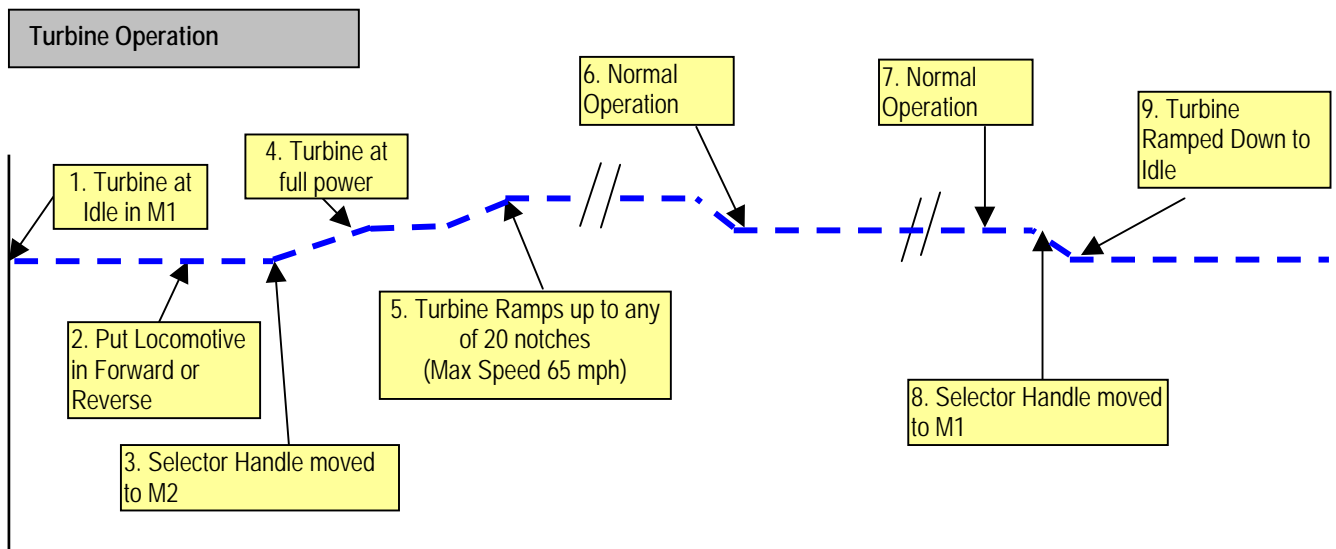 Turbine Operation
1. Turbine at
Idle in M1
2. Put Locomotive
in Forward or
Reverse
3. Selector Handle moved
to M2
4. Turbine at
full power
5. Turbine Ramps up to any
of 20 notches
(Max Speed 65 mph)
6. Normal
Operation
7. Normal
Operation
8. Selector Handle moved
to M1
9. Turbine
Ramped Down to
Idle